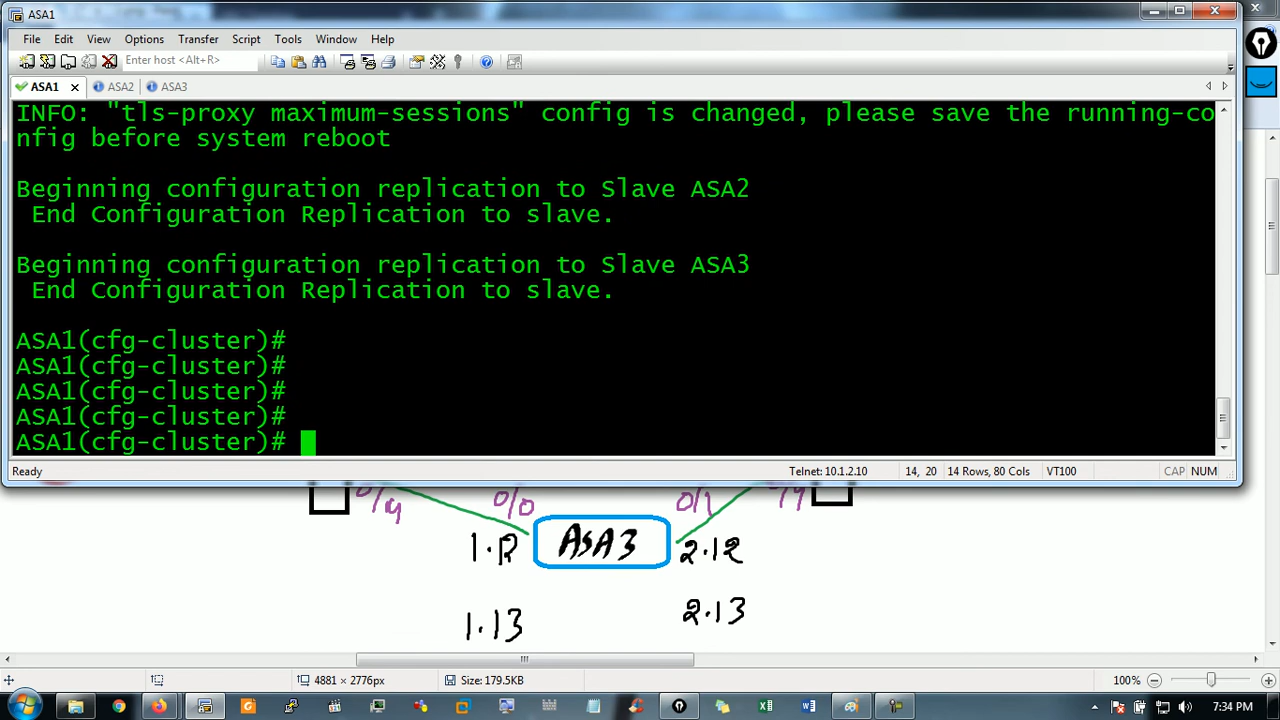 ASA1
File Edit View Options Transfer Script Tools Window Help
Enter host <Alt+R>
ASA1 ASA2 ASA3
INFO: "tls-proxy maximum-sessions" config is changed, please save the running-co
nfig before system reboot
Beginning configuration replication to Slave ASA2
End Configuration Replication to slave.
Beginning configuration replication to Slave ASA3
End Configuration Replication to slave.
ASA1(cfg-cluster)#
ASA1(cfg-cluster)#
ASA1(cfg-cluster)#
ASA1(cfg-cluster)#
ASA1(cfg-cluster)#
Ready Telnet: 10.1.2.10 14, 20 14 Rows, 80 Cols VT100 CAP NUM
0/4 0/0 0/1
1.12 ASA3 2.12
1.13 2.13
4881 × 2776px Size: 179.5KB 100%
7:34 PM